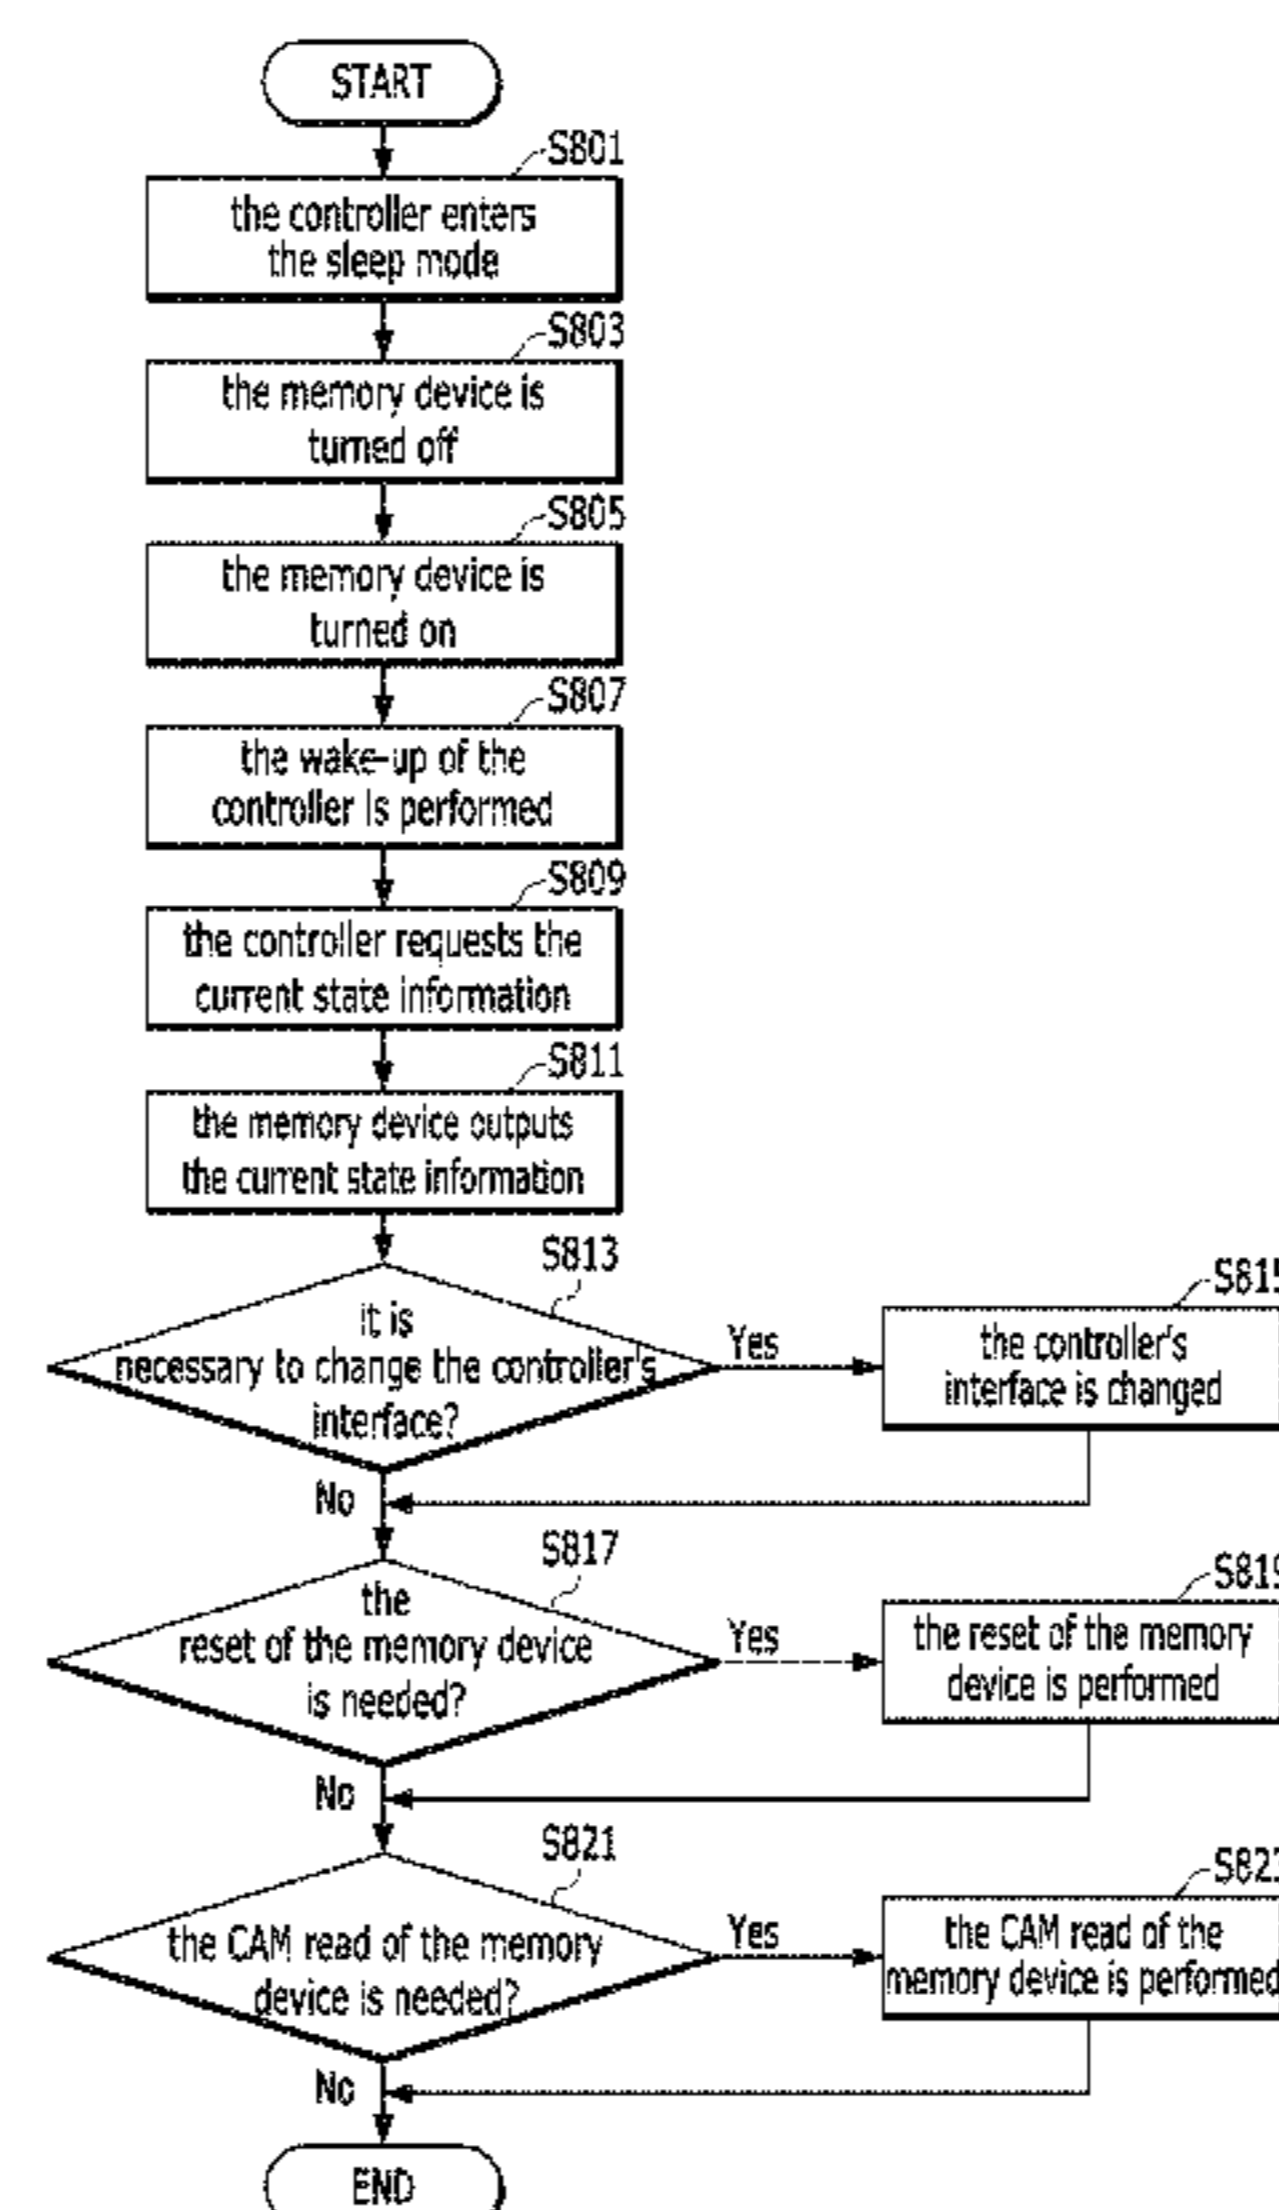 START
S801
the controller enters
the sleep mode
S803
the memory device is
turned off
S805
the memory device is
turned on
S807
the wake-up of the
controller is performed
S809
the controller requests the
current state information
S811
the memory device outputs
the current state information
S813
it is
necessary to change the controller's
interface?
Yes
S815
the controller's
interface is changed
No
S817
the
reset of the memory device
is needed?
Yes
S819
the reset of the memory
device is performed
No
S821
the CAM read of the memory
device is needed?
Yes
the CAM read of the
memory device is performed
No
END